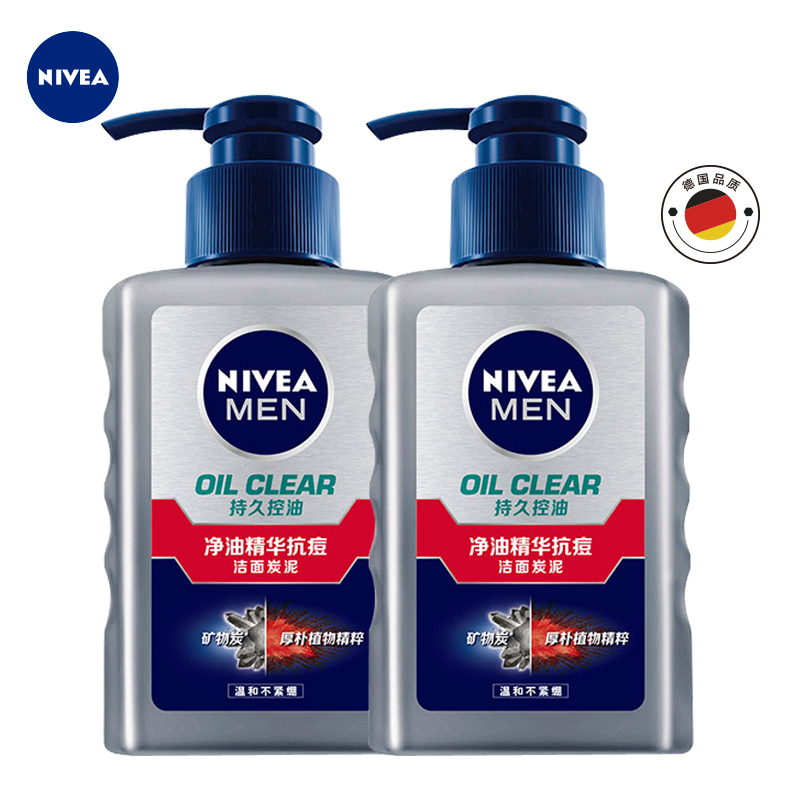 NIVEA
德国品质
NIVEA
MEN
OIL CLEAR
持久控油
净油精华抗痘
洁面炭泥
矿物炭
厚朴植物精粹
温和不紧绷
NIVEA
MEN
OIL CLEAR
持久控油
净油精华抗痘
洁面炭泥
矿物炭
厚朴植物精粹
温和不紧绷